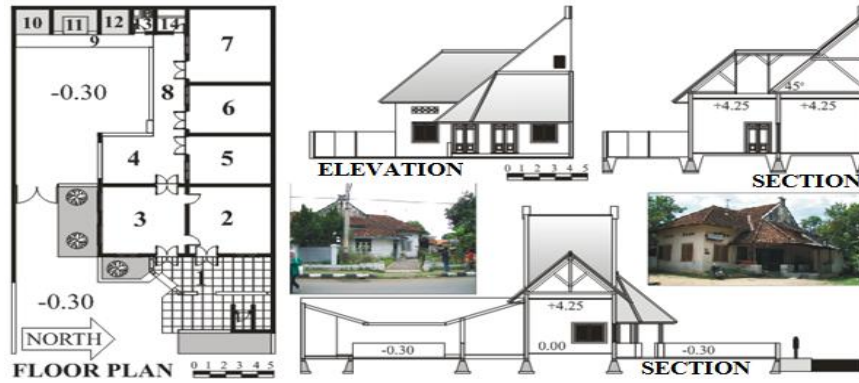 10 11 12 13 14
9
7
-0.30
8
6
4
5
3
2
1
-0.30
NORTH
FLOOR PLAN 0 1 2 3 4 5
ELEVATION
0 1 2 3 4 5
45°
+4.25 +4.25
SECTION
+4.25
-0.30 0.00 -0.30
SECTION